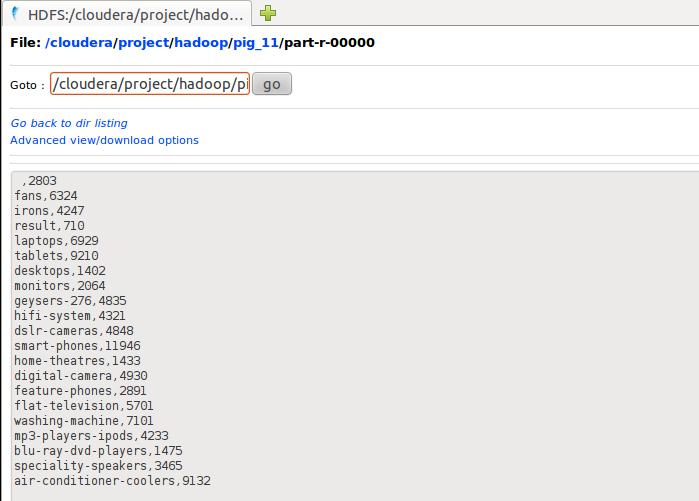 HDFS:/cloudera/project/hado...
File: /cloudera/project/hadoop/pig_11/part-r-00000
Goto : /cloudera/project/hadoop/pi go
Go back to dir listing
Advanced view/download options
,2803
fans,6324
irons,4247
result,710
laptops,6929
tablets,9210
desktops,1402
monitors,2064
geysers-276,4835
hifi-system,4321
dslr-cameras,4848
smart-phones,11946
home-theatres,1433
digital-camera,4930
feature-phones,2891
flat-television,5701
washing-machine,7101
mp3-players-ipods,4233
blu-ray-dvd-players,1475
speciality-speakers,3465
air-conditioner-coolers,9132